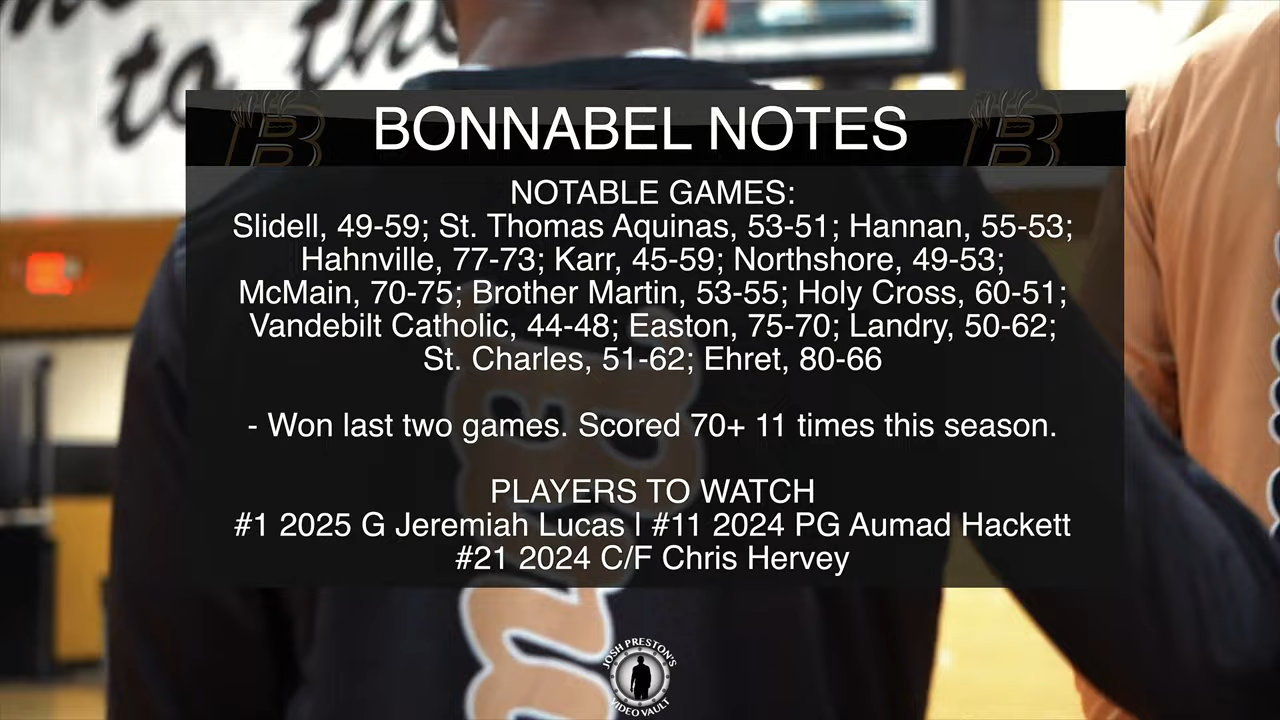 to the
BONNABEL NOTES
NOTABLE GAMES:
Slidell, 49-59; St. Thomas Aquinas, 53-51; Hannan, 55-53;
Hahnville, 77-73; Karr, 45-59; Northshore, 49-53;
McMain, 70-75; Brother Martin, 53-55; Holy Cross, 60-51;
Vandebilt Catholic, 44-48; Easton, 75-70; Landry, 50-62;
St. Charles, 51-62; Ehret, 80-66
- Won last two games. Scored 70+ 11 times this season.
PLAYERS TO WATCH
#1 2025 G Jeremiah Lucas | #11 2024 PG Aumad Hackett
#21 2024 C/F Chris Hervey
JOSH PRESTON'S
VIDEO VAULT